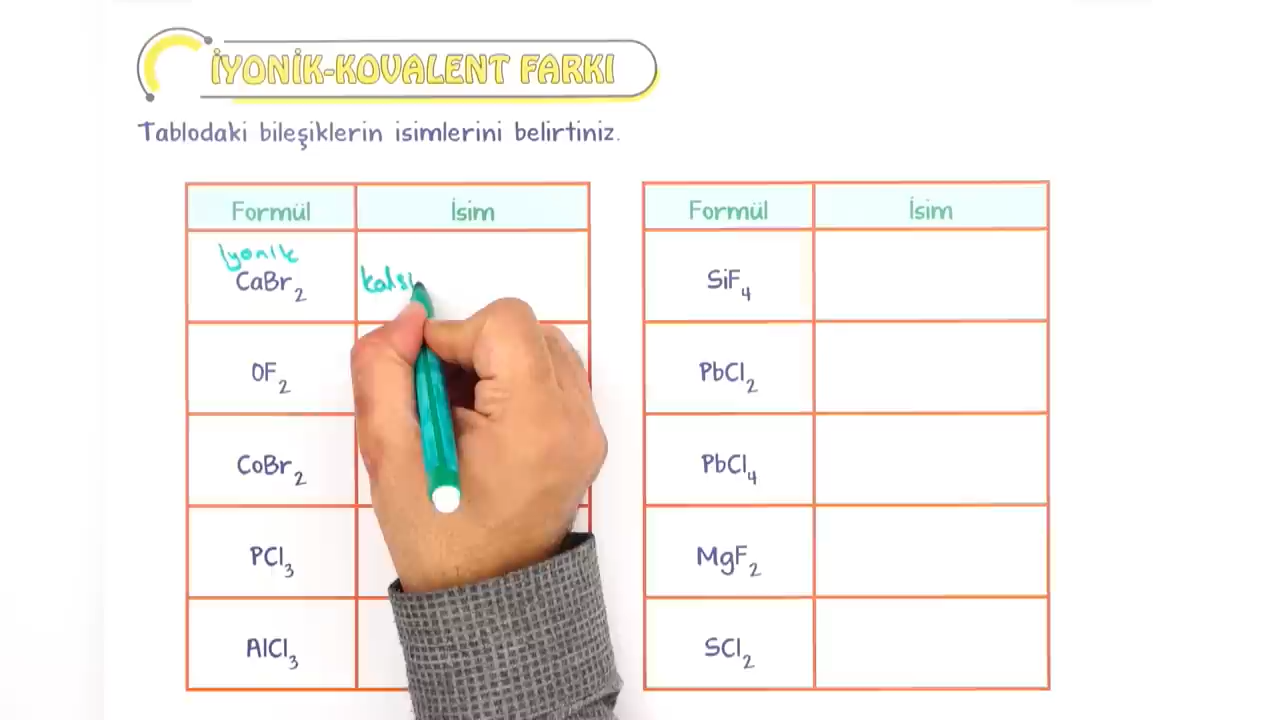 İYONİK-KOVALENT FARKI
Tablodaki bileşiklerin isimlerini belirtiniz.
Formül İsim
İyonik
CaBr2 kalsi
OF2
CoBr2
PCl3
AlCl3
Formül İsim
SiF4
PbCl2
PbCl4
MgF2
SCl2